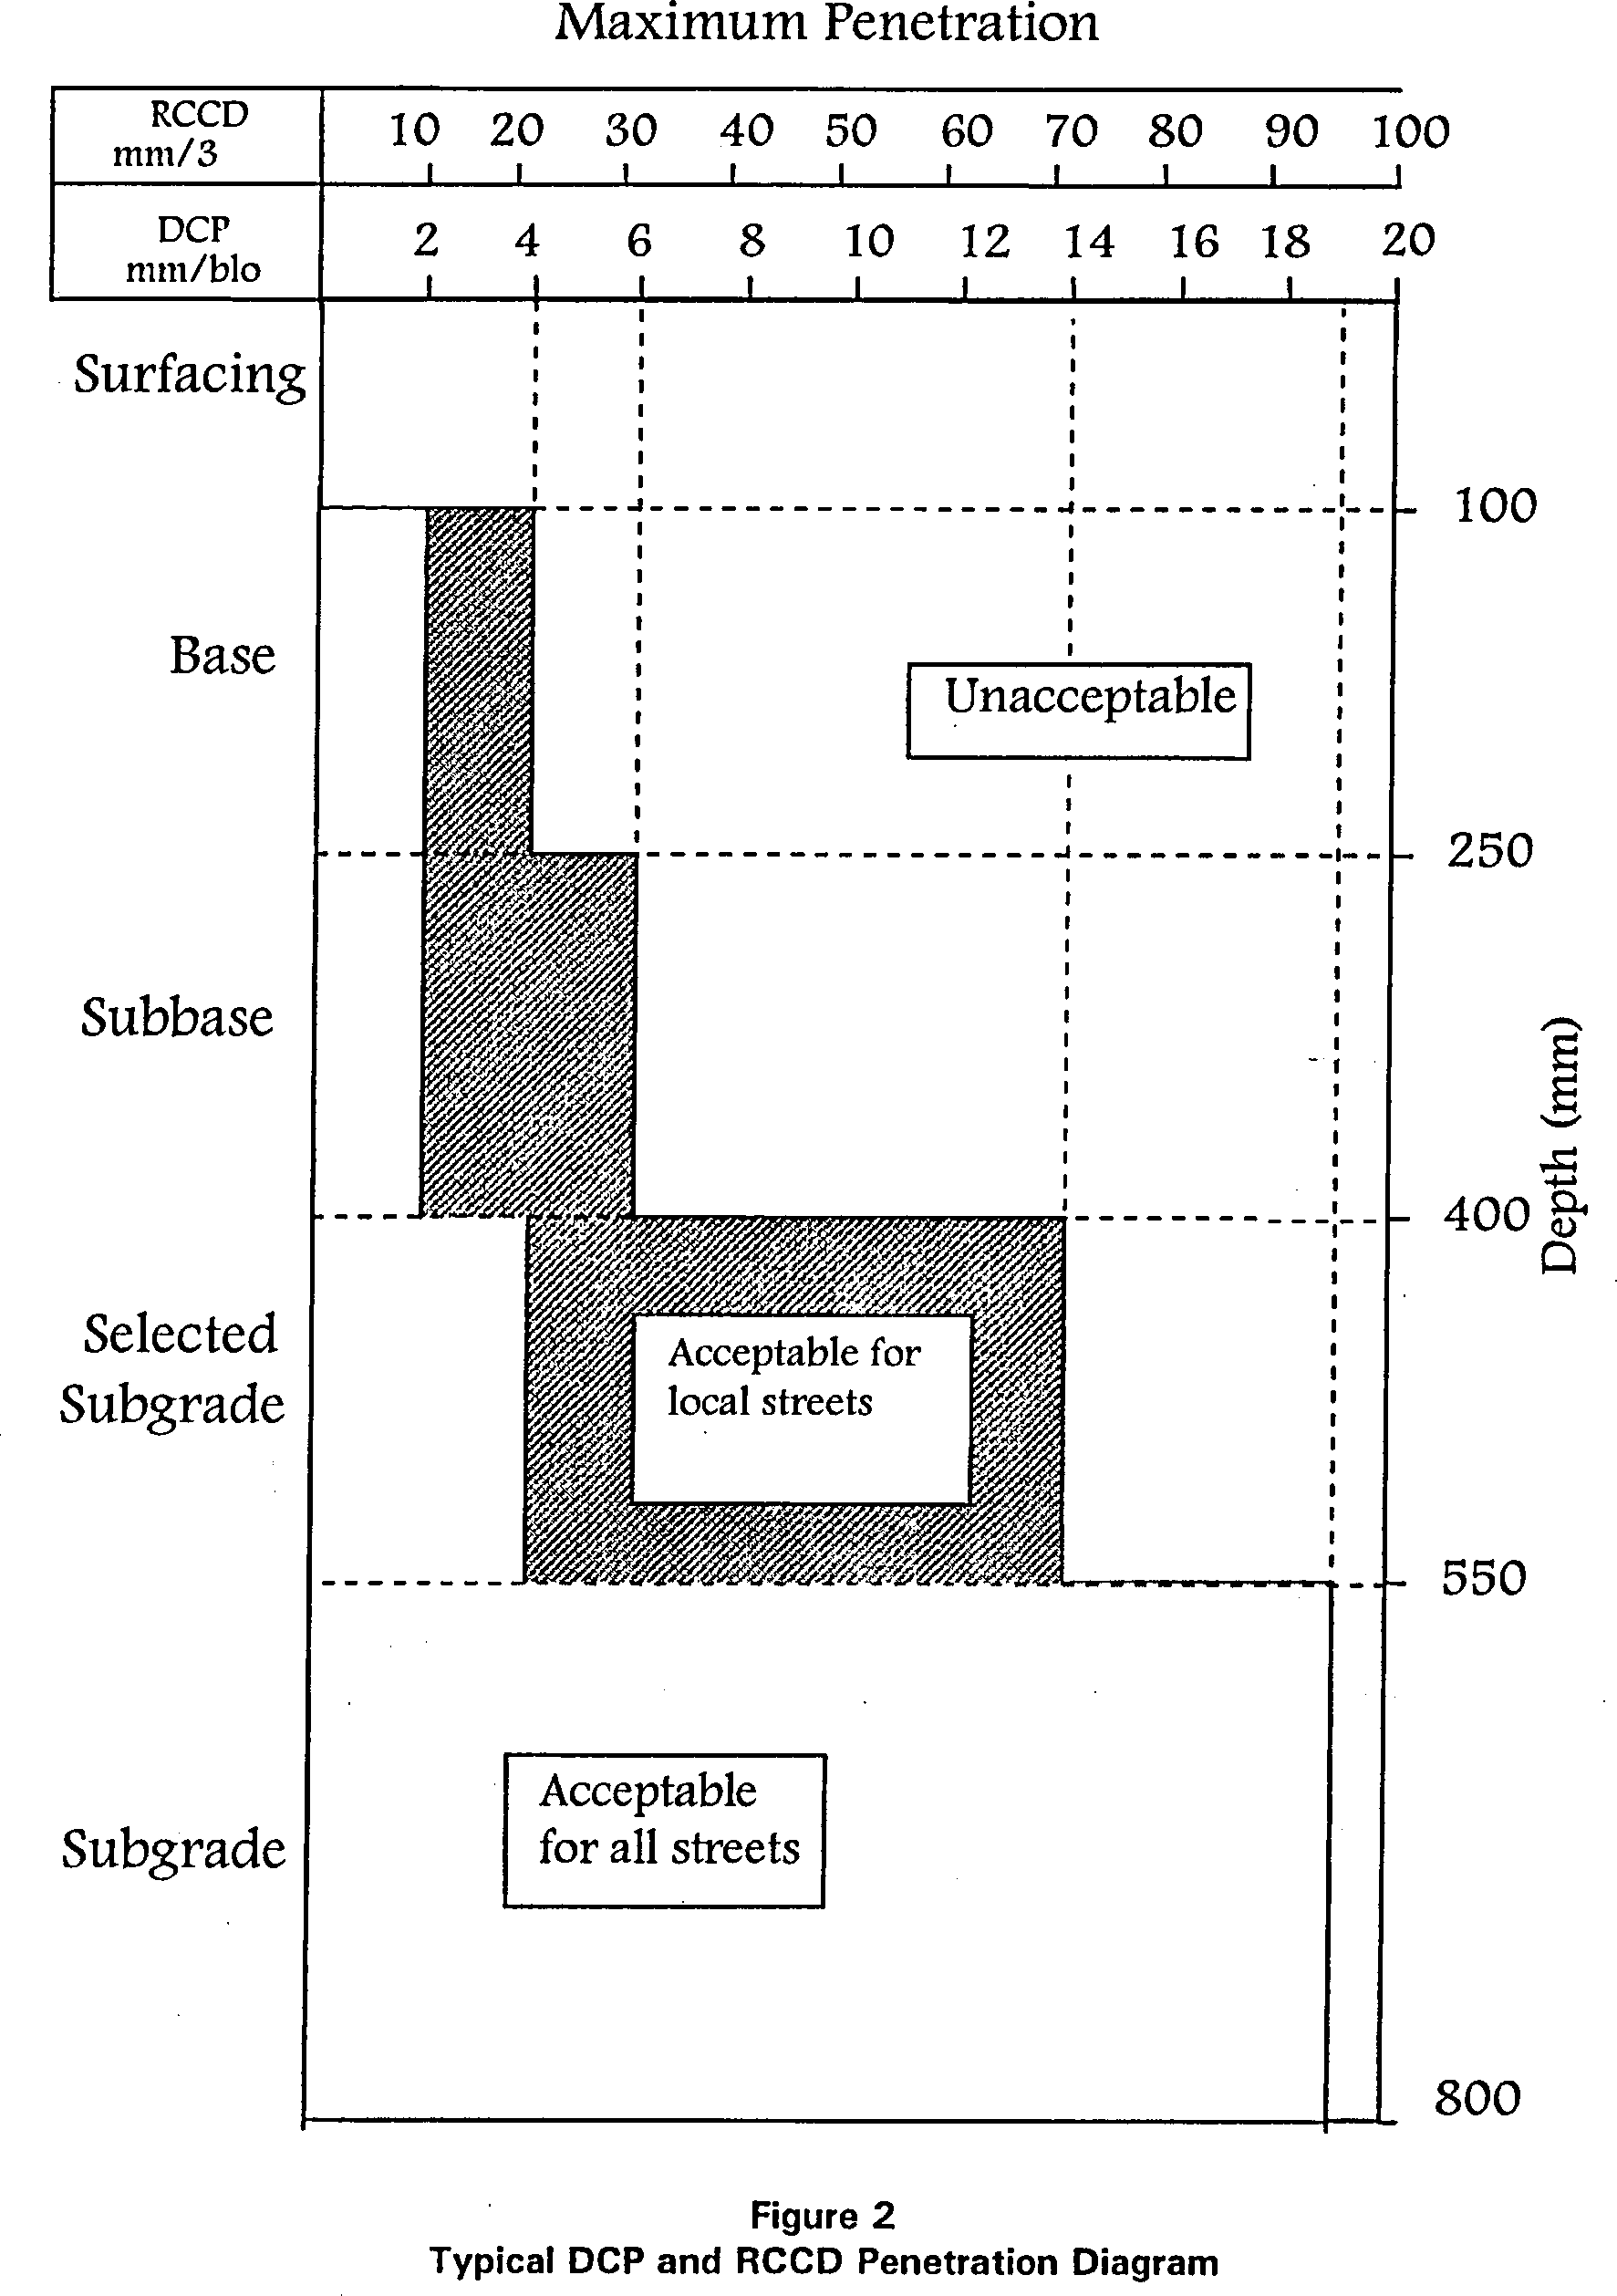 Maximum Penetration
RCCD
mm/3
10 20 30 40 50 60 70 80 90 100
DCP
mm/blo
2 4 6 8 10 12 14 16 18 20
Surfacing
100
Base
Unacceptable
250
Subbase
Depth (mm)
400
Selected
Subgrade
Acceptable for
local streets
550
Acceptable
for all streets
Subgrade
800
Figure 2
Typical DCP and RCCD Penetration Diagram